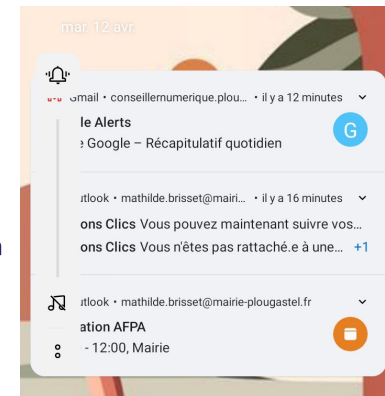 mar. 12 avr.
Gmail • conseillernumerique.plou... • il y a 12 minutes
le Alerts
e Google – Récapitulatif quotidien
G
utlook • mathilde.brisset@mairi... • il y a 16 minutes
ons Clics Vous pouvez maintenant suivre vos...
ons Clics Vous n'êtes pas rattaché.e à une... +1
utlook • mathilde.brisset@mairie-plougastel.fr
ation AFPA
- 12:00, Mairie